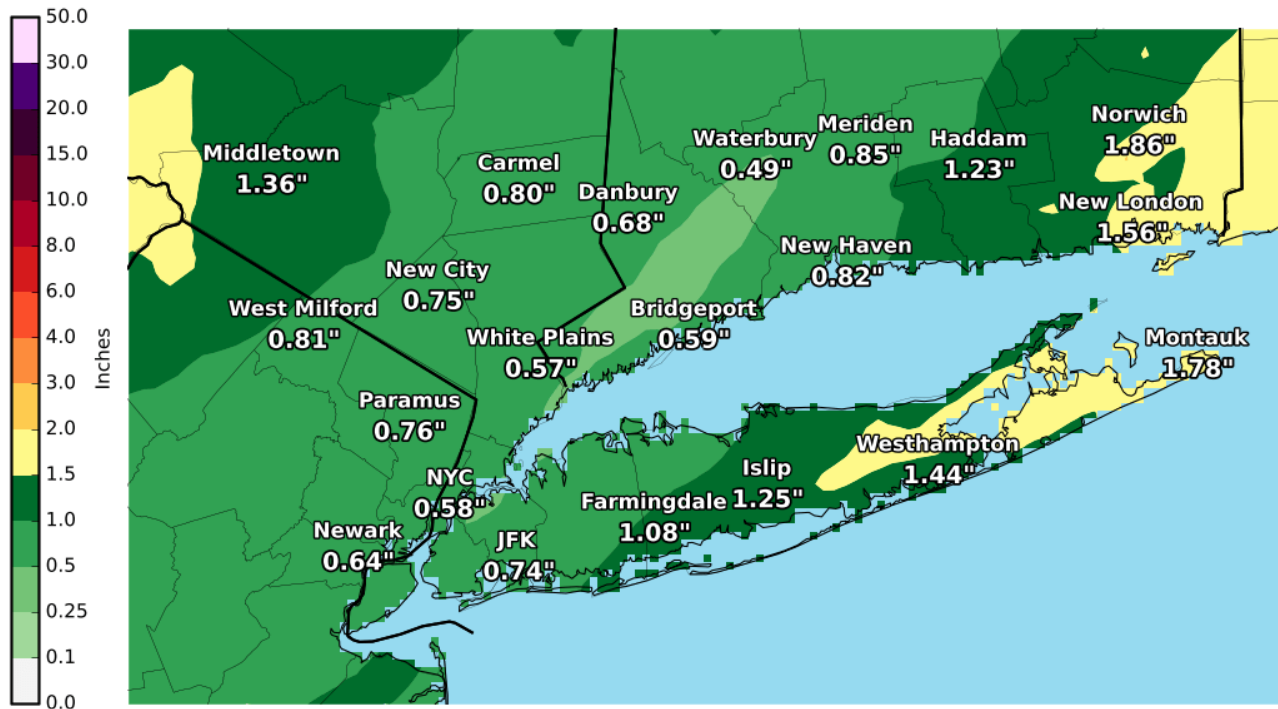 50.0
30.0
20.0
15.0
10.0
8.0
6.0
4.0
3.0
2.0
1.5
1.0
0.5
0.25
0.1
0.0
Inches
Middletown
1.36"
Carmel
0.80"
Danbury
0.68"
Waterbury
0.49"
Meriden
0.85"
Haddam
1.23"
Norwich
1.86"
New London
1.56"
New Haven
0.82"
New City
0.75"
West Milford
0.81"
White Plains
0.57"
Bridgeport
0.59"
Montauk
1.78"
Paramus
0.76"
Westhampton
1.44"
Islip
1.25"
NYC
0.58"
Farmingdale
1.08"
Newark
0.64"
JFK
0.74"